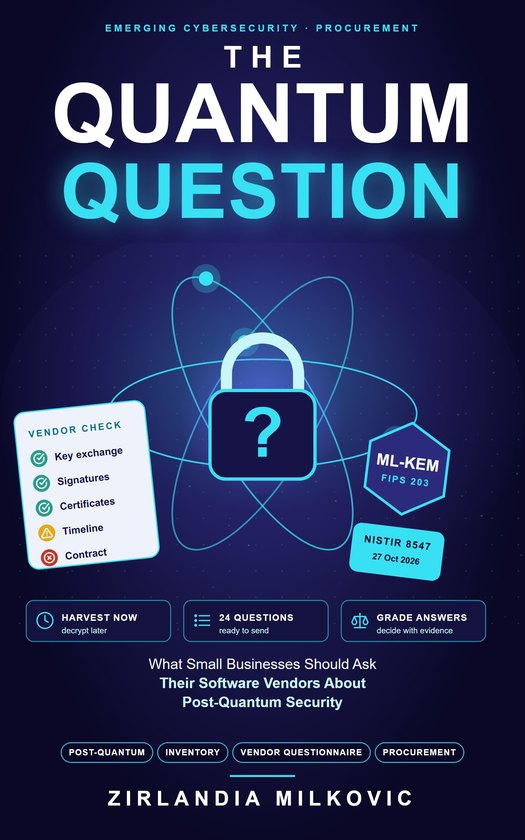 EMERGING CYBERSECURITY · PROCUREMENT
THE
QUANTUM
QUESTION
?
VENDOR CHECK
Key exchange
Signatures
Certificates
Timeline
Contract
ML-KEM
FIPS 203
NISTIR 8547
27 Oct 2026
HARVEST NOW
decrypt later
24 QUESTIONS
ready to send
GRADE ANSWERS
decide with evidence
What Small Businesses Should Ask
Their Software Vendors About
Post-Quantum Security
POST-QUANTUM
INVENTORY
VENDOR QUESTIONNAIRE
PROCUREMENT
ZIRLANDIA MILKOVIC